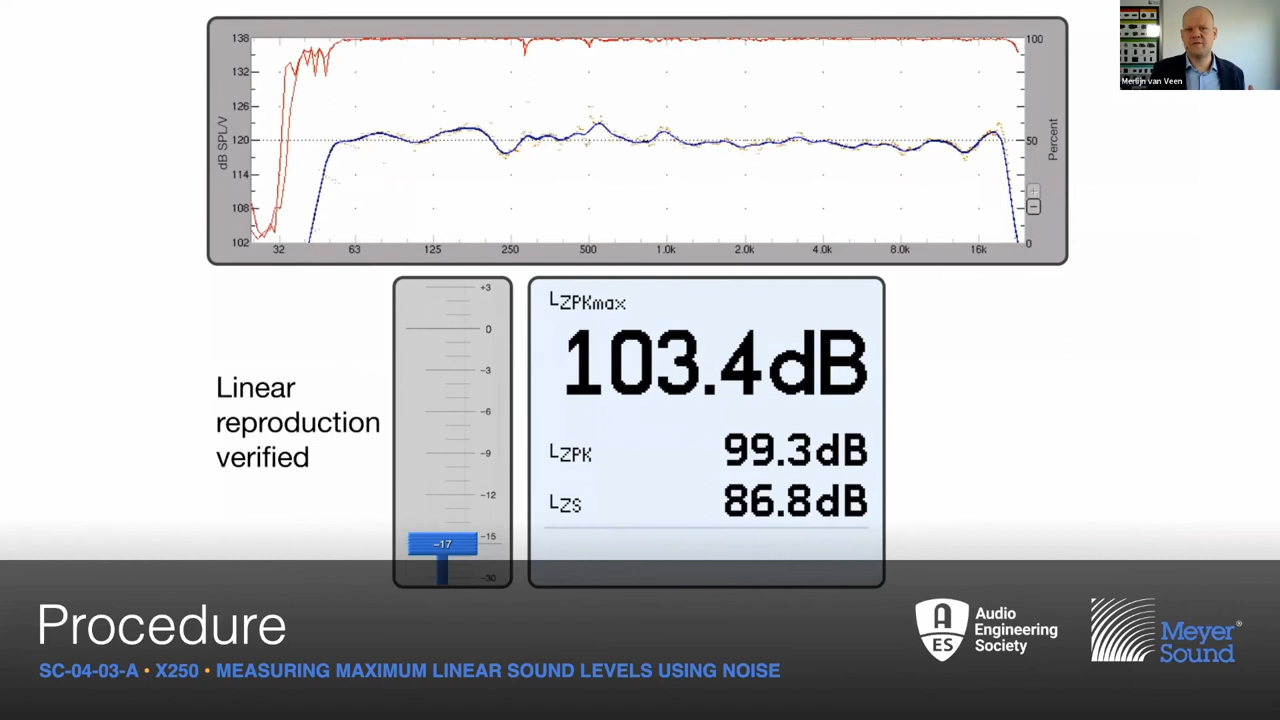 Merlijn van Veen
138
132
126
120
114
108
102
dB SPL/V
100
50
0
Percent
32
63
125
250
500
1.0k
2.0k
4.0k
8.0k
16k
Linear
reproduction
verified
+3
0
−3
−6
−9
−12
−15
−17
−30
LZPKmax
103.4dB
LZPK 99.3dB
LZS 86.8dB
Procedure
SC-04-03-A • X250 • MEASURING MAXIMUM LINEAR SOUND LEVELS USING NOISE
AES
Audio
Engineering
Society
Meyer
Sound®